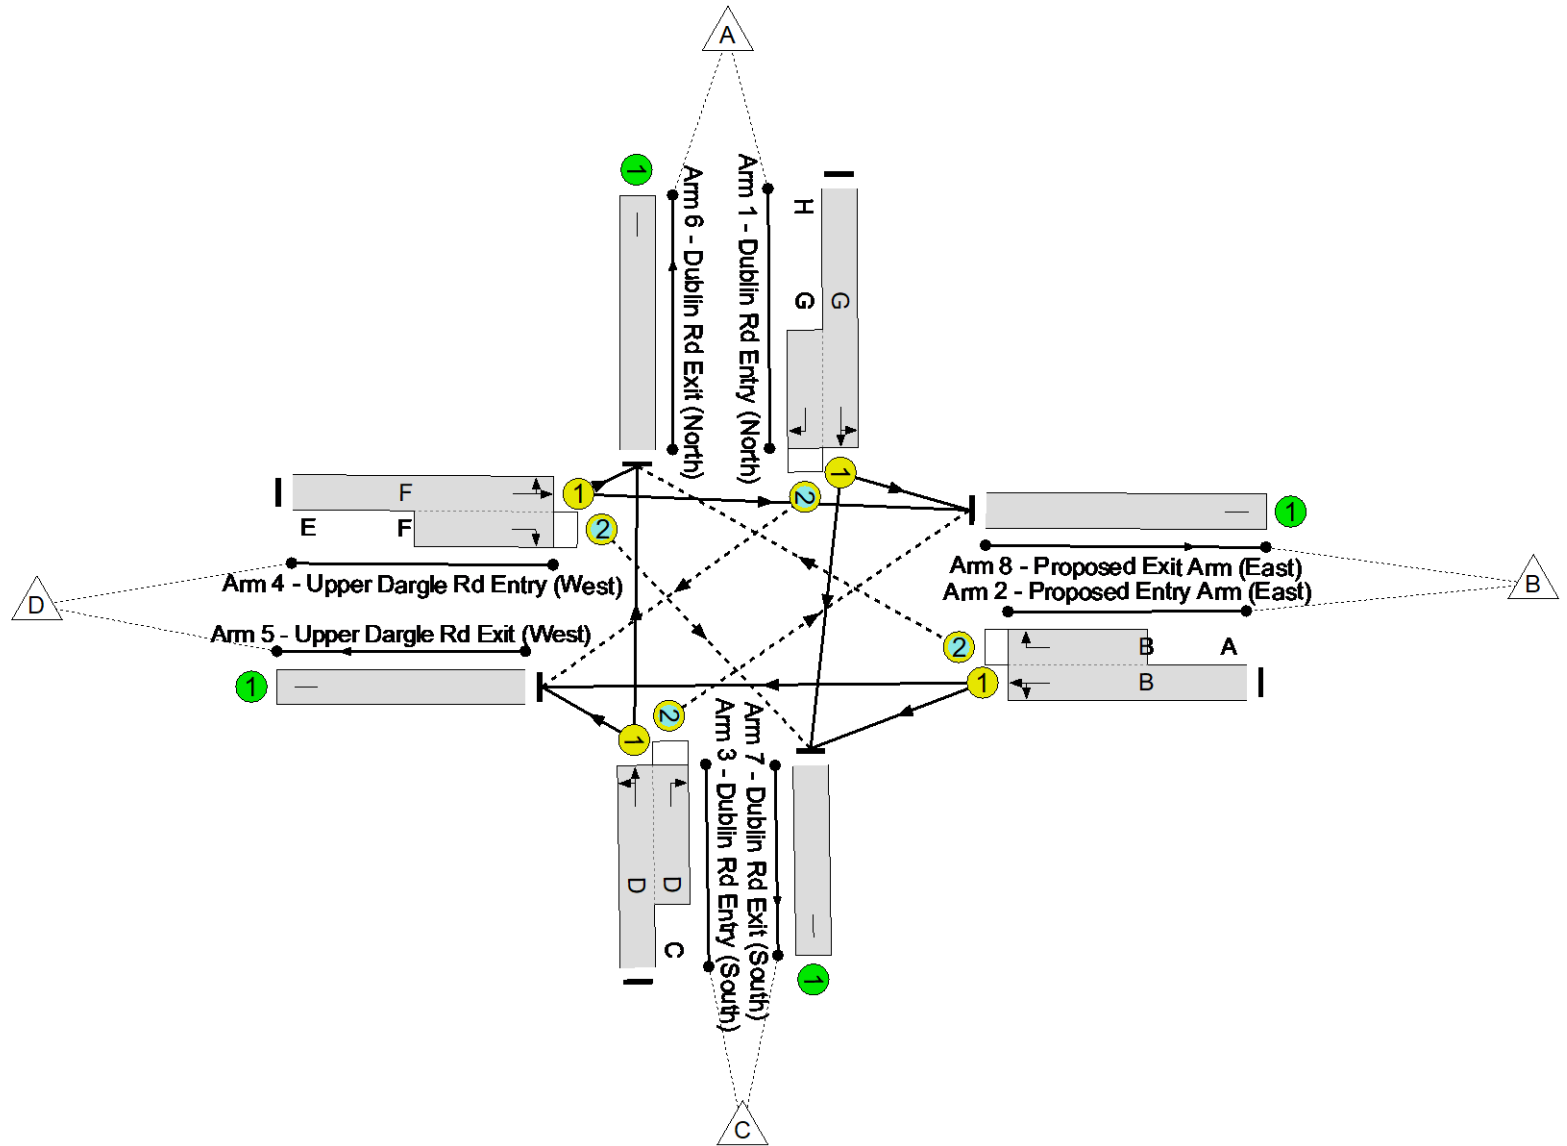 A
1
Arm 6 - Dublin Rd Exit (North)
Arm 1 - Dublin Rd Entry (North)
H
G
G
1
2
F
1
E
F
2
1
Arm 8 - Proposed Exit Arm (East)
Arm 2 - Proposed Entry Arm (East)
B
Arm 4 - Upper Dargle Rd Entry (West)
D
Arm 5 - Upper Dargle Rd Exit (West)
1
2
B
A
1
B
2
1
Arm 7 - Dublin Rd Exit (South)
Arm 3 - Dublin Rd Entry (South)
D
D
C
1
C